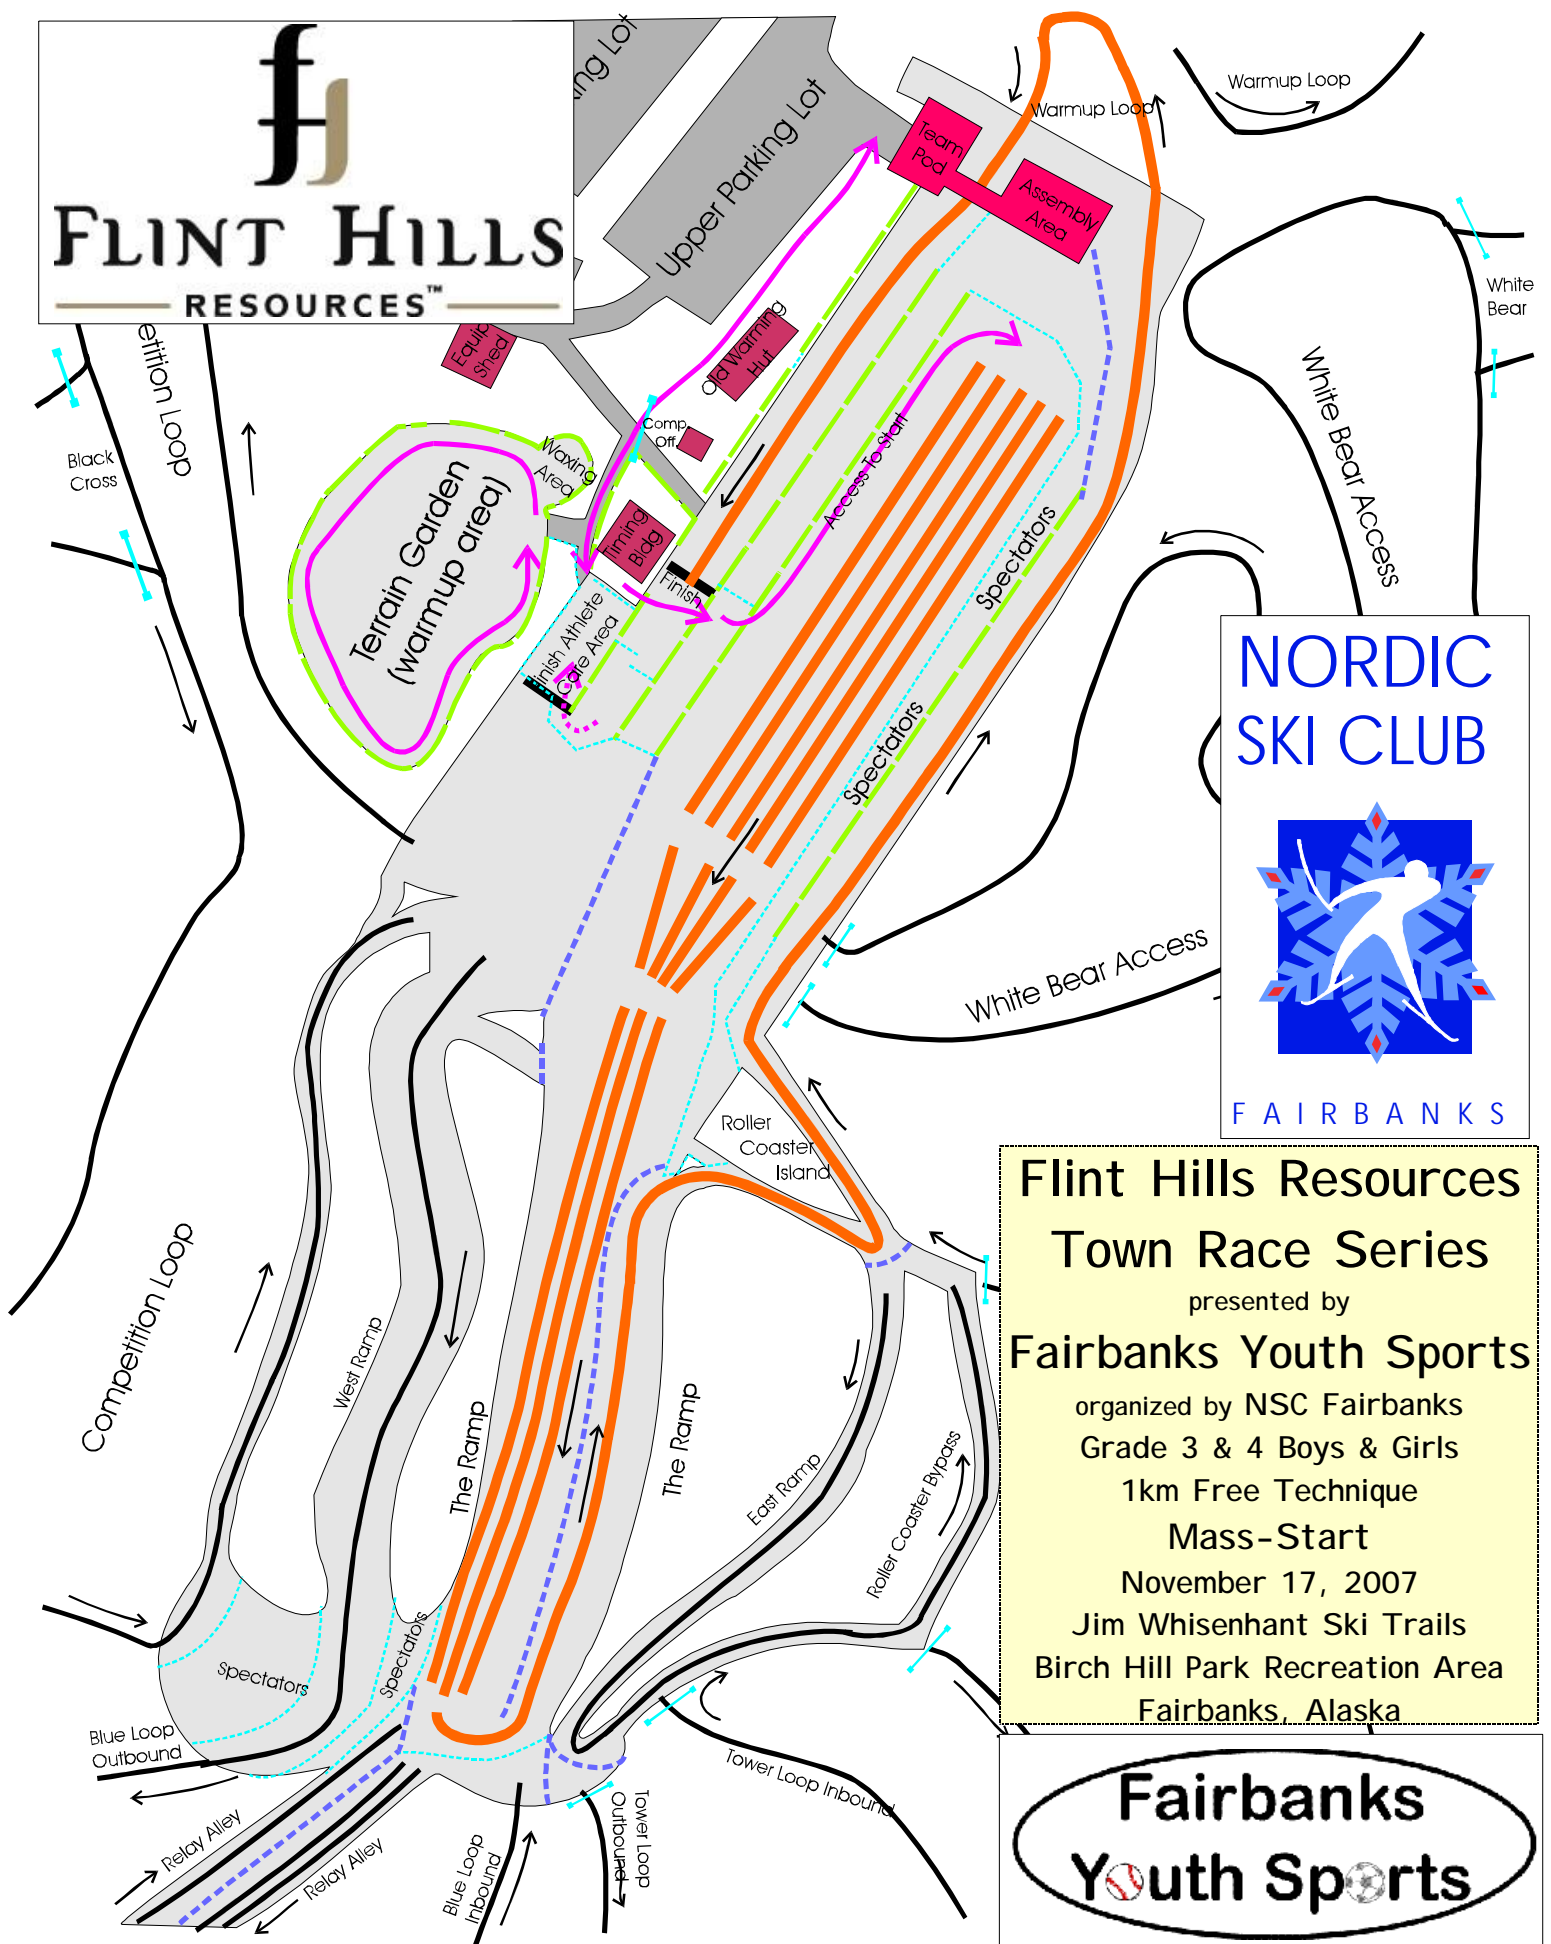 FLINT HILLS
RESOURCES™
ing Lot
Upper Parking Lot
Warmup Loop
Warmup Loop
Team
Pod
Assembly
Area
White
Bear
White Bear Access
etition Loop
Equip
Shed
Old Warming
Hut
Comp.
Off.
Black
Cross
Waxing
Area
Terrain Garden
(warmup area)
Timing
Bldg
Finish
Access To Start
Finish Athlete
Care Area
Spectators
Spectators
NORDIC
SKI CLUB
FAIRBANKS
White Bear Access
Roller
Coaster
Island
Competition Loop
West Ramp
The Ramp
The Ramp
East Ramp
Roller Coaster Bypass
Spectators
Spectators
Blue Loop
Outbound
Relay Alley
Relay Alley
Blue Loop
Inbound
Tower Loop
Outbound
Tower Loop Inbound
Flint Hills Resources
Town Race Series
presented by
Fairbanks Youth Sports
organized by NSC Fairbanks
Grade 3 & 4 Boys & Girls
1km Free Technique
Mass-Start
November 17, 2007
Jim Whisenhant Ski Trails
Birch Hill Park Recreation Area
Fairbanks, Alaska
Fairbanks
Youth Sports